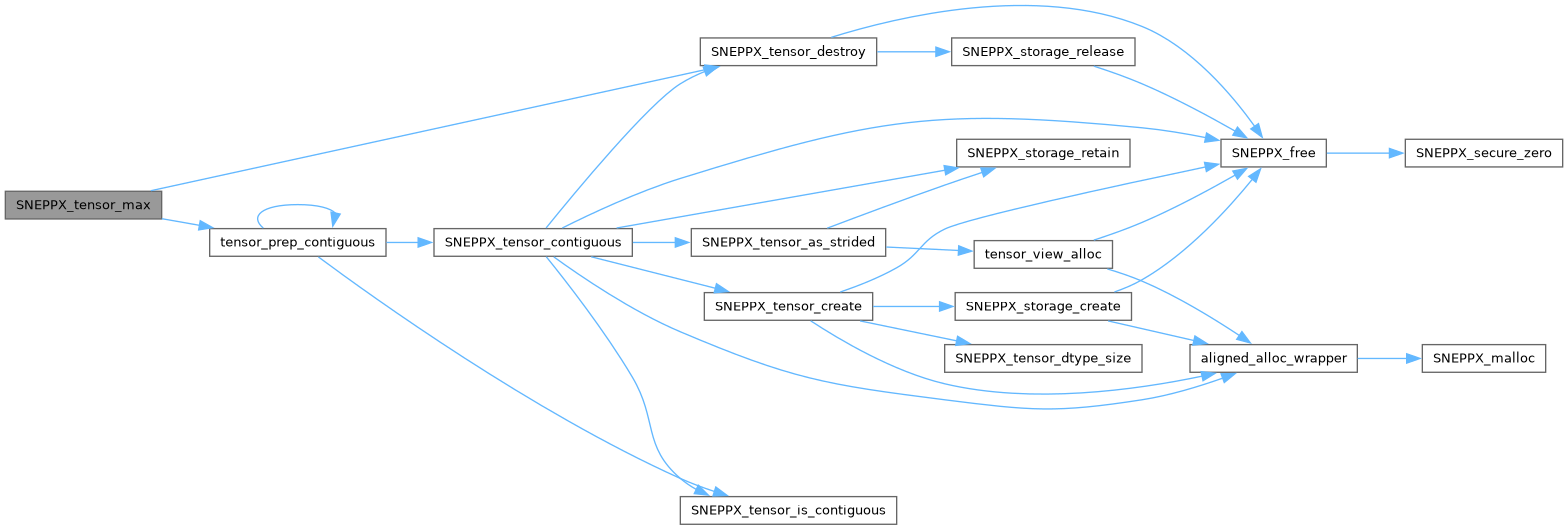 SNEPPX_tensor_max
tensor_prep_contiguous
SNEPPX_tensor_contiguous
SNEPPX_tensor_destroy
SNEPPX_storage_release
SNEPPX_storage_retain
SNEPPX_tensor_as_strided
tensor_view_alloc
SNEPPX_tensor_create
SNEPPX_storage_create
SNEPPX_tensor_dtype_size
SNEPPX_free
SNEPPX_secure_zero
aligned_alloc_wrapper
SNEPPX_malloc
SNEPPX_tensor_is_contiguous